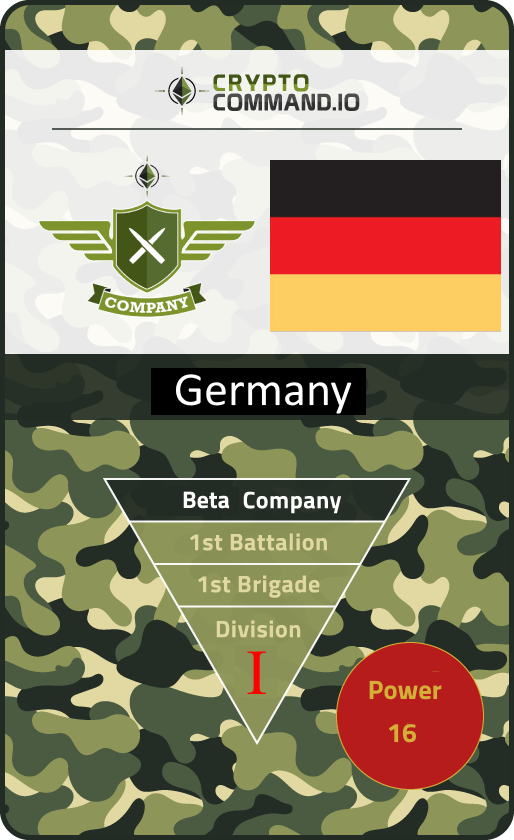 CRYPTO
COMMAND.IO
COMPANY
Germany
Beta Company
1st Battalion
1st Brigade
Division
I
Power
16